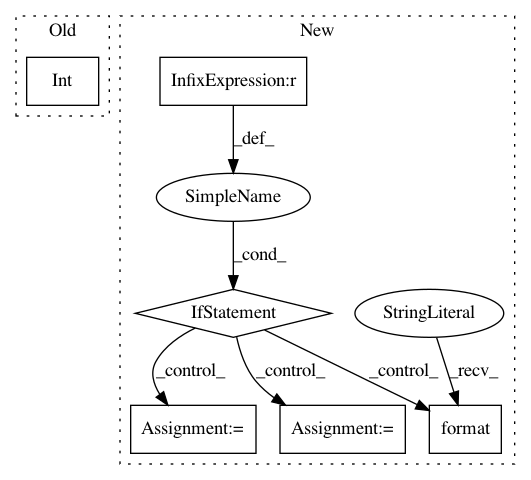 Old
New
Int
InfixExpression:r
_def_
SimpleName
_cond_
IfStatement
StringLiteral
_control_
_control_
_control_
_recv_
Assignment:=
Assignment:=
format